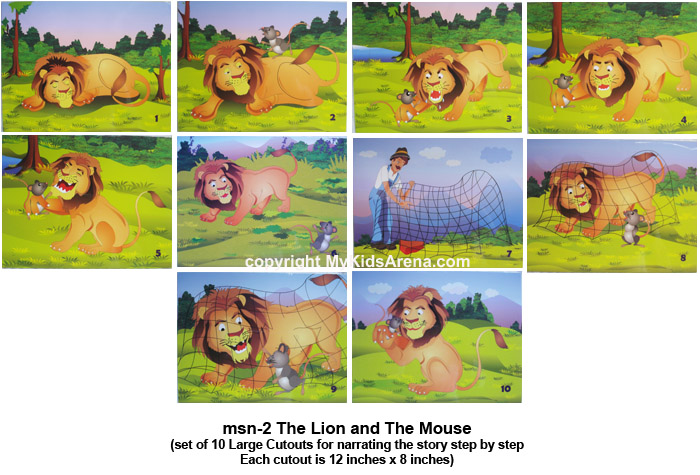 1
2
3
4
5
6
7
8
copyright MyKidsArena.com
9
10
msn-2 The Lion and The Mouse
(set of 10 Large Cutouts for narrating the story step by step
Each cutout is 12 inches x 8 inches)